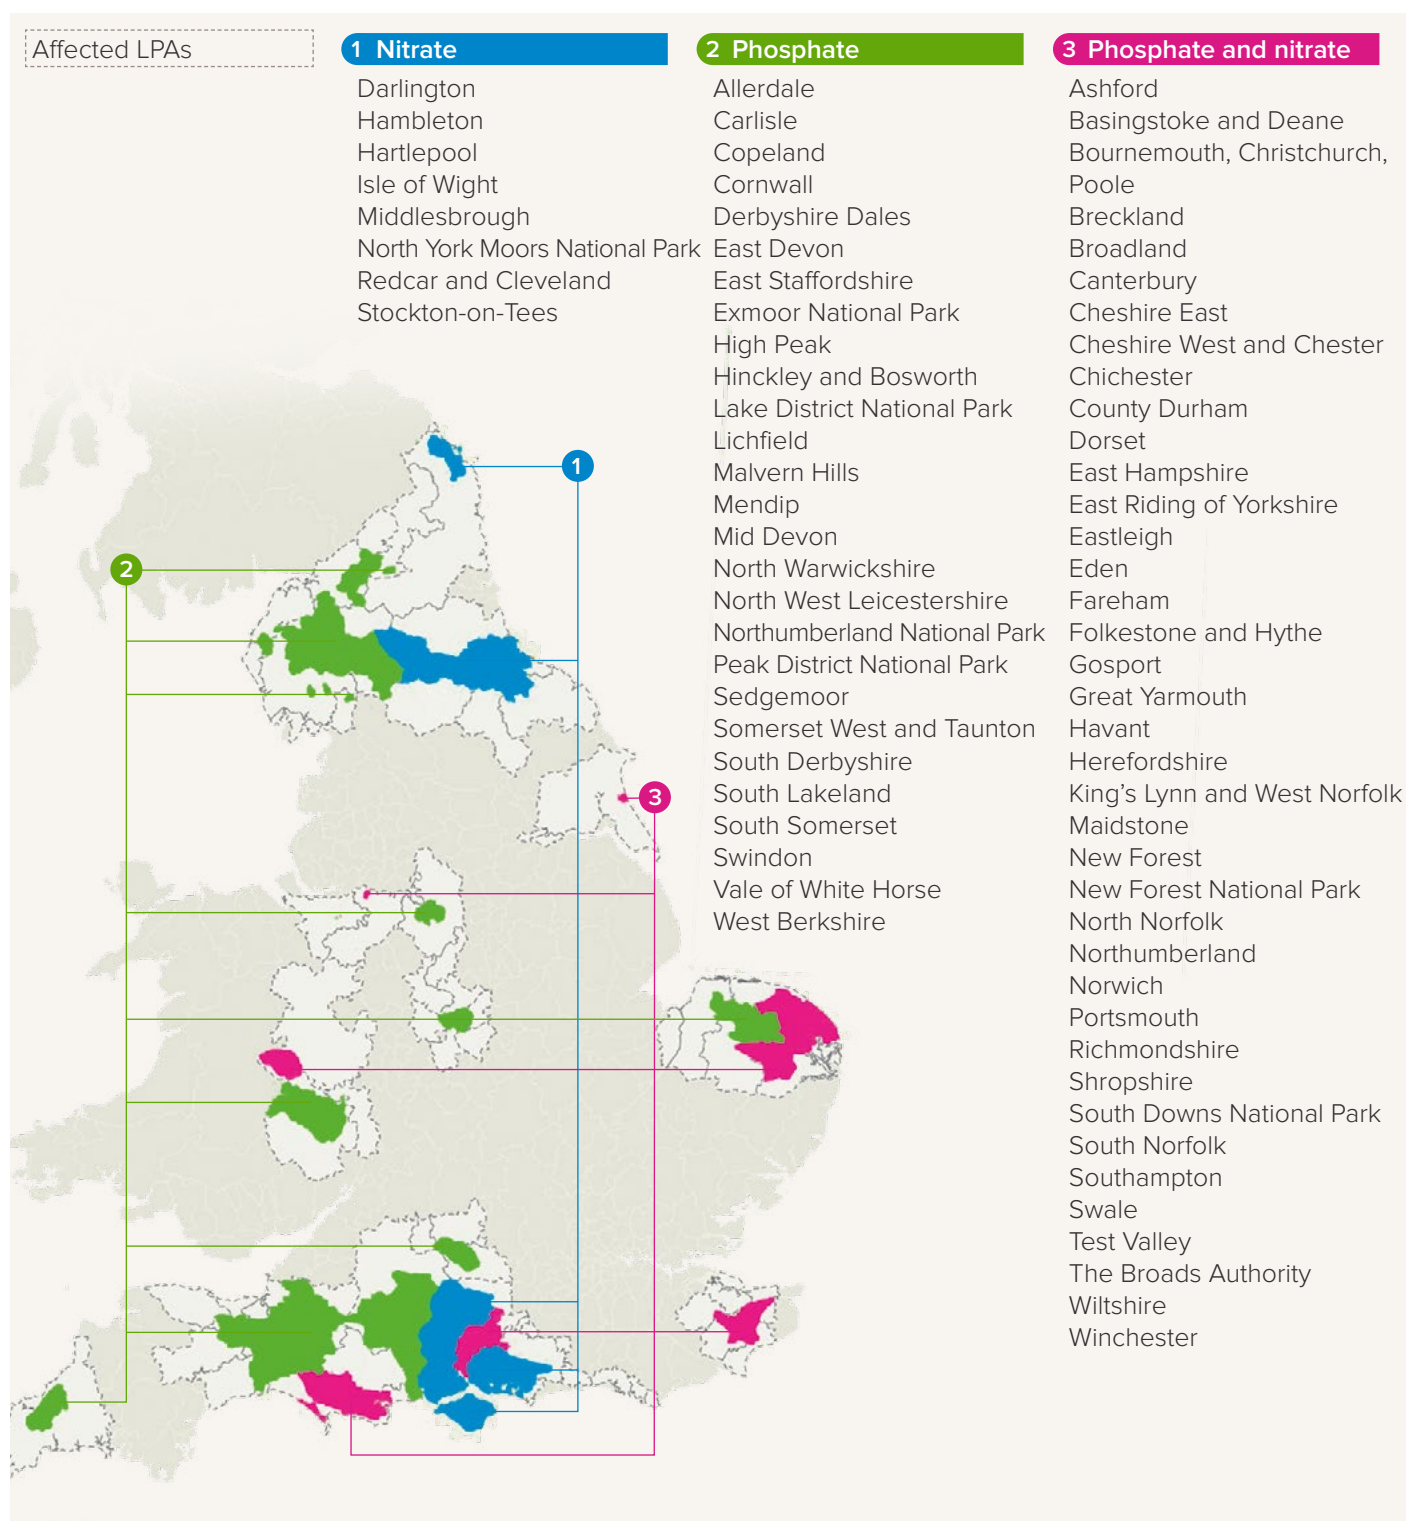 Affected LPAs
1 Nitrate
Darlington
Hambleton
Hartlepool
Isle of Wight
Middlesbrough
North York Moors National Park
Redcar and Cleveland
Stockton-on-Tees
2 Phosphate
Allerdale
Carlisle
Copeland
Cornwall
Derbyshire Dales
East Devon
East Staffordshire
Exmoor National Park
High Peak
Hinckley and Bosworth
Lake District National Park
Lichfield
Malvern Hills
Mendip
Mid Devon
North Warwickshire
North West Leicestershire
Northumberland National Park
Peak District National Park
Sedgemoor
Somerset West and Taunton
South Derbyshire
South Lakeland
South Somerset
Swindon
Vale of White Horse
West Berkshire
3 Phosphate and nitrate
Ashford
Basingstoke and Deane
Bournemouth, Christchurch,
Poole
Breckland
Broadland
Canterbury
Cheshire East
Cheshire West and Chester
Chichester
County Durham
Dorset
East Hampshire
East Riding of Yorkshire
Eastleigh
Eden
Fareham
Folkestone and Hythe
Gosport
Great Yarmouth
Havant
Herefordshire
King's Lynn and West Norfolk
Maidstone
New Forest
New Forest National Park
North Norfolk
Northumberland
Norwich
Portsmouth
Richmondshire
Shropshire
South Downs National Park
South Norfolk
Southampton
Swale
Test Valley
The Broads Authority
Wiltshire
Winchester
1
2
3